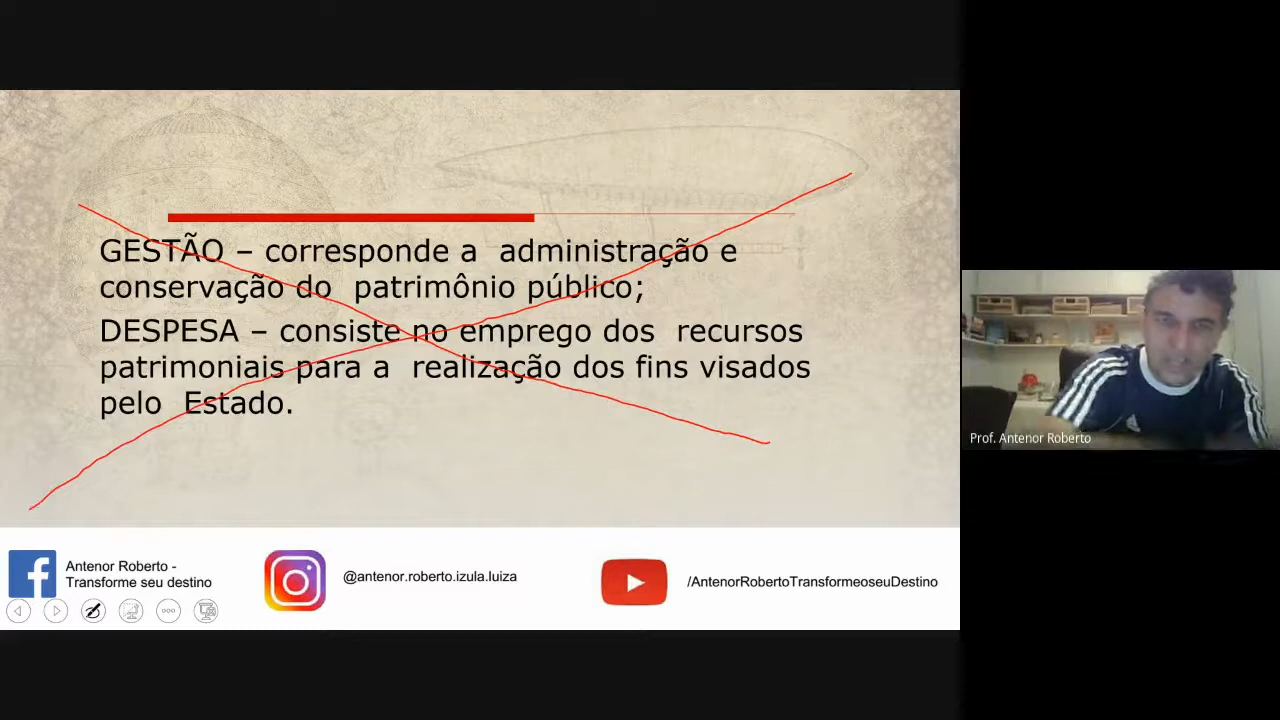 GESTÃO – corresponde a  administração e
conservação do  patrimônio público;
DESPESA – consiste no emprego dos  recursos
patrimoniais para a  realização dos fins visados
pelo  Estado.
Antenor Roberto -
Transforme seu destino
@antenor.roberto.izula.luiza
/AntenorRobertoTransformeoseuDestino
Prof. Antenor Roberto